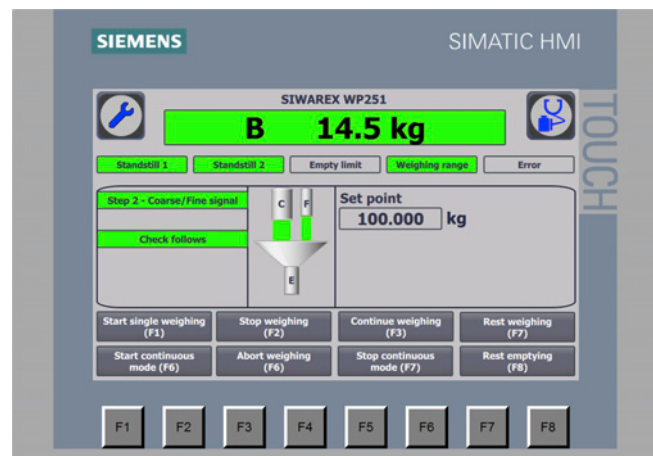 SIEMENS
SIMATIC HMI
TOUCH
SIWAREX WP251
B 14.5 kg
Standstill 1
Standstill 2
Empty limit
Weighing range
Error
Step 2 - Coarse/Fine signal
Check follows
C
F
E
Set point
100.000 kg
Start single weighing
(F1)
Stop weighing
(F2)
Continue weighing
(F3)
Rest weighing
(F7)
Start continuous
mode (F6)
Abort weighing
(F6)
Stop continuous
mode (F7)
Rest emptying
(F8)
F1
F2
F3
F4
F5
F6
F7
F8